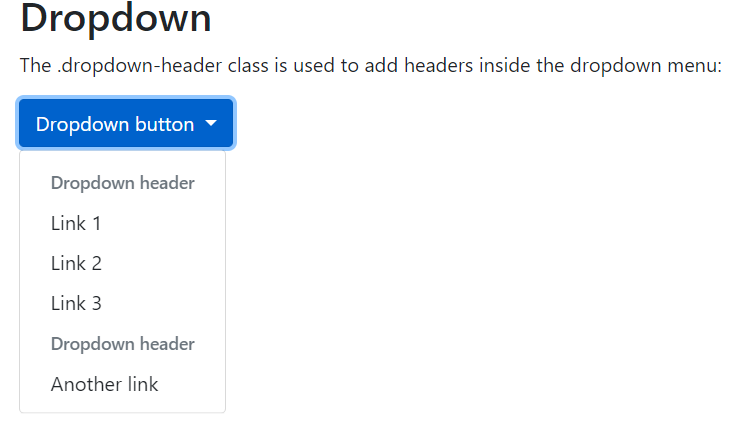 Dropdown
The .dropdown-header class is used to add headers inside the dropdown menu:
Dropdown button
Dropdown header
Link 1
Link 2
Link 3
Dropdown header
Another link